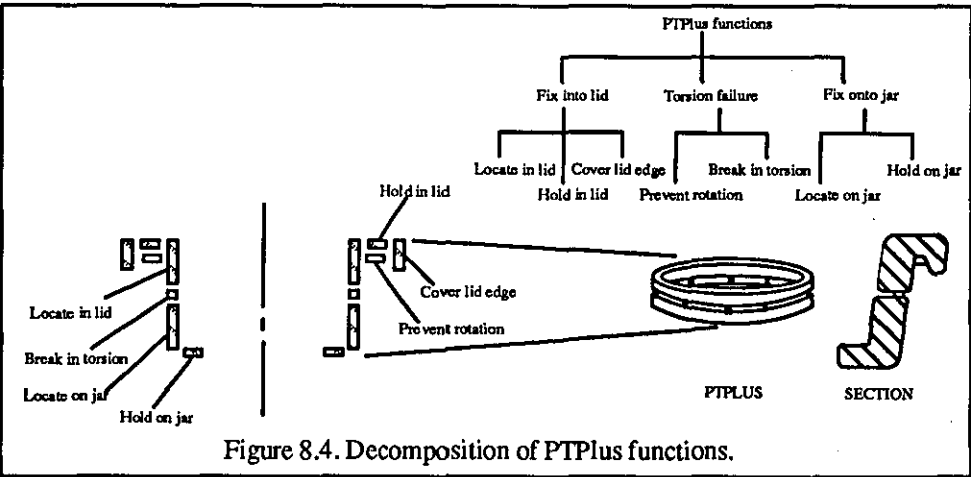 PTPlus functions
Fix into lid Torsion failure Fix onto jar
Locate in lid Cover lid edge Break in torsion Hold on jar
Hold in lid Prevent rotation Locate on jar
Hold in lid
Cover lid edge
Locate in lid
Prevent rotation
Break in torsion
Locate on jar
Hold on jar
PTPLUS SECTION
Figure 8.4. Decomposition of PTPlus functions.